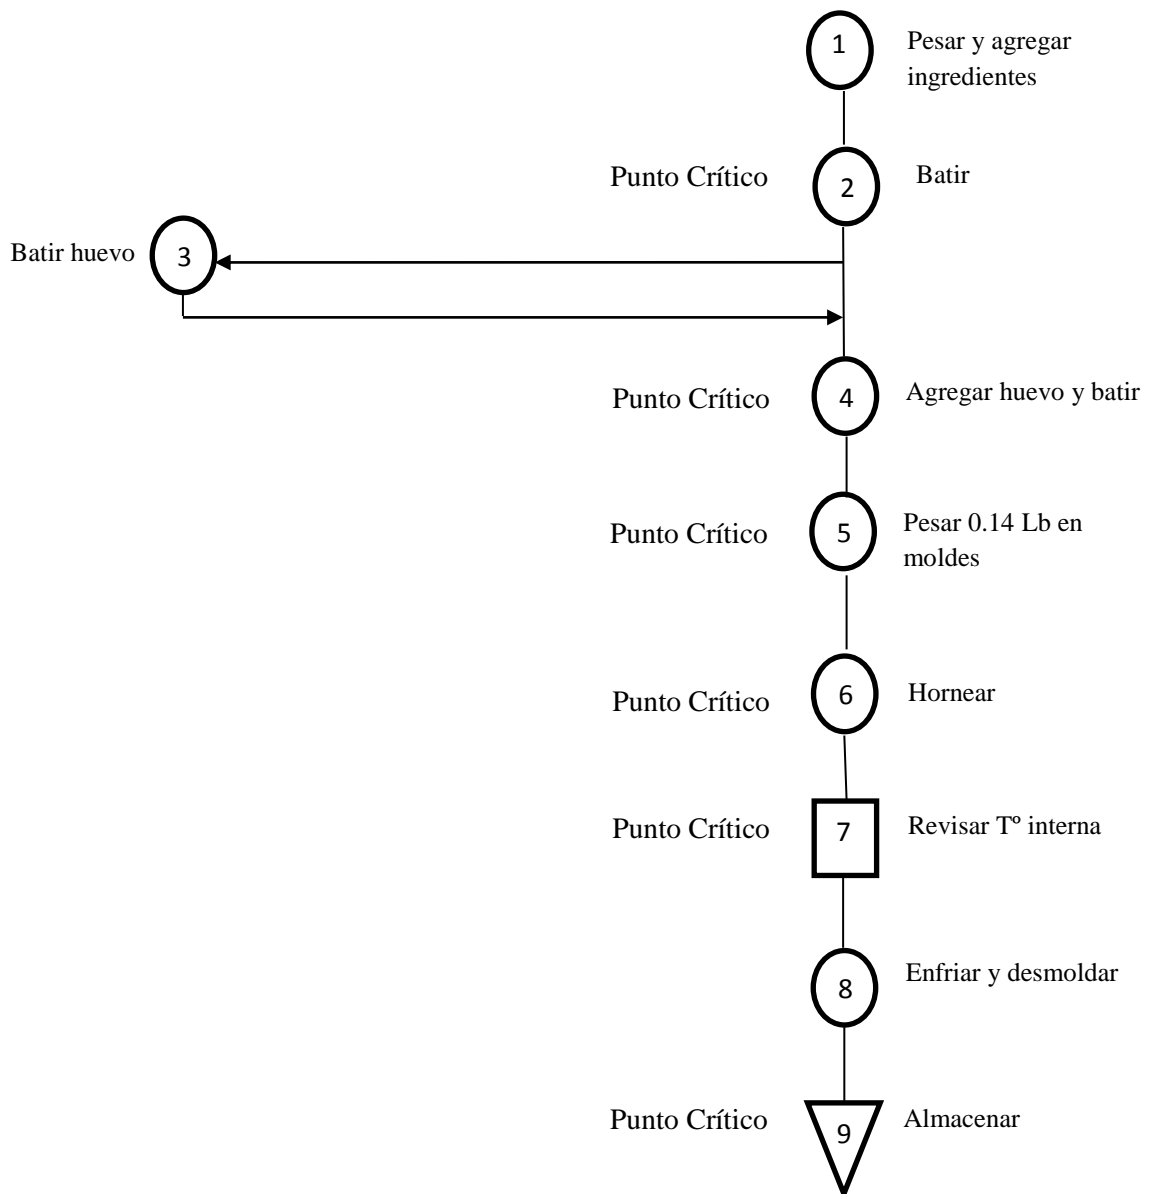 1
Pesar y agregar
ingredientes
Punto Crítico
2
Batir
Batir huevo
3
Punto Crítico
4
Agregar huevo y batir
Punto Crítico
5
Pesar 0.14 Lb en
moldes
Punto Crítico
6
Hornear
Punto Crítico
7
Revisar Tº interna
8
Enfriar y desmoldar
Punto Crítico
9
Almacenar